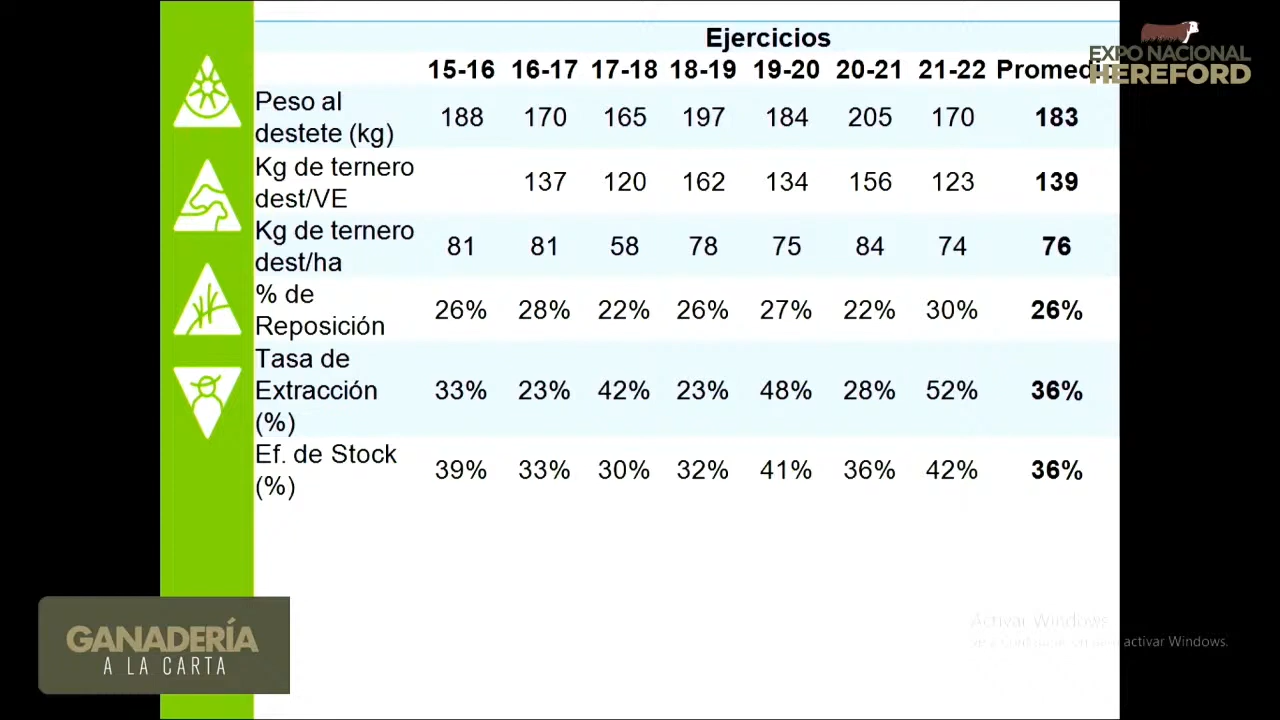 Ejercicios
15-16 16-17 17-18 18-19 19-20 20-21 21-22 Promed
EXPO NACIONAL
HEREFORD
Peso al
destete (kg) 188 170 165 197 184 205 170 183
Kg de ternero
dest/VE 137 120 162 134 156 123 139
Kg de ternero
dest/ha 81 81 58 78 75 84 74 76
% de
Reposición 26% 28% 22% 26% 27% 22% 30% 26%
Tasa de
Extracción 33% 23% 42% 23% 48% 28% 52% 36%
(%)
Ef. de Stock
(%) 39% 33% 30% 32% 41% 36% 42% 36%
GANADERÍA
A LA CARTA
Activar Windows
activar Windows.